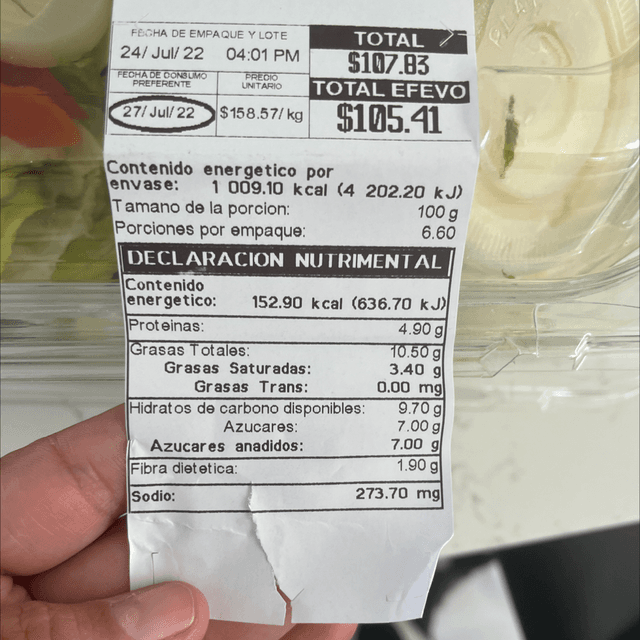 FECHA DE EMPAQUE Y LOTE
24/ Jul/ 22 04:01 PM
TOTAL
$107.83
FECHA DE CONSUMO PREFERENTE
PREDIO UNITARIO
TOTAL EFEVO
27/ Jul/ 22
$158.57/ kg
$105.41
Contenido energetico por
envase: 1 009.10 kcal (4 202.20 kJ)
Tamano de la porcion: 100 g
Porciones por empaque: 6.60
DECLARACION NUTRIMENTAL
Contenido
energetico: 152.90 kcal (636.70 kJ)
Proteinas: 4.90 g
Grasas Totales: 10.50 g
Grasas Saturadas: 3.40 g
Grasas Trans: 0.00 mg
Hidratos de carbono disponibles: 9.70 g
Azucares: 7.00 g
Azucares anadidos: 7.00 g
Fibra dietetica: 1.90 g
Sodio: 273.70 mg